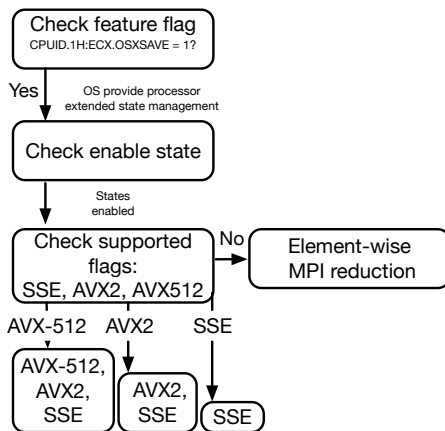 Check feature flag
CPUID.1H:ECX.OSXSAVE = 1?
Yes
OS provide processor
extended state management
Check enable state
States
enabled
Check supported
flags:
SSE, AVX2, AVX512
No
Element-wise
MPI reduction
AVX-512
AVX2
SSE
AVX-512,
AVX2,
SSE
AVX2,
SSE
SSE